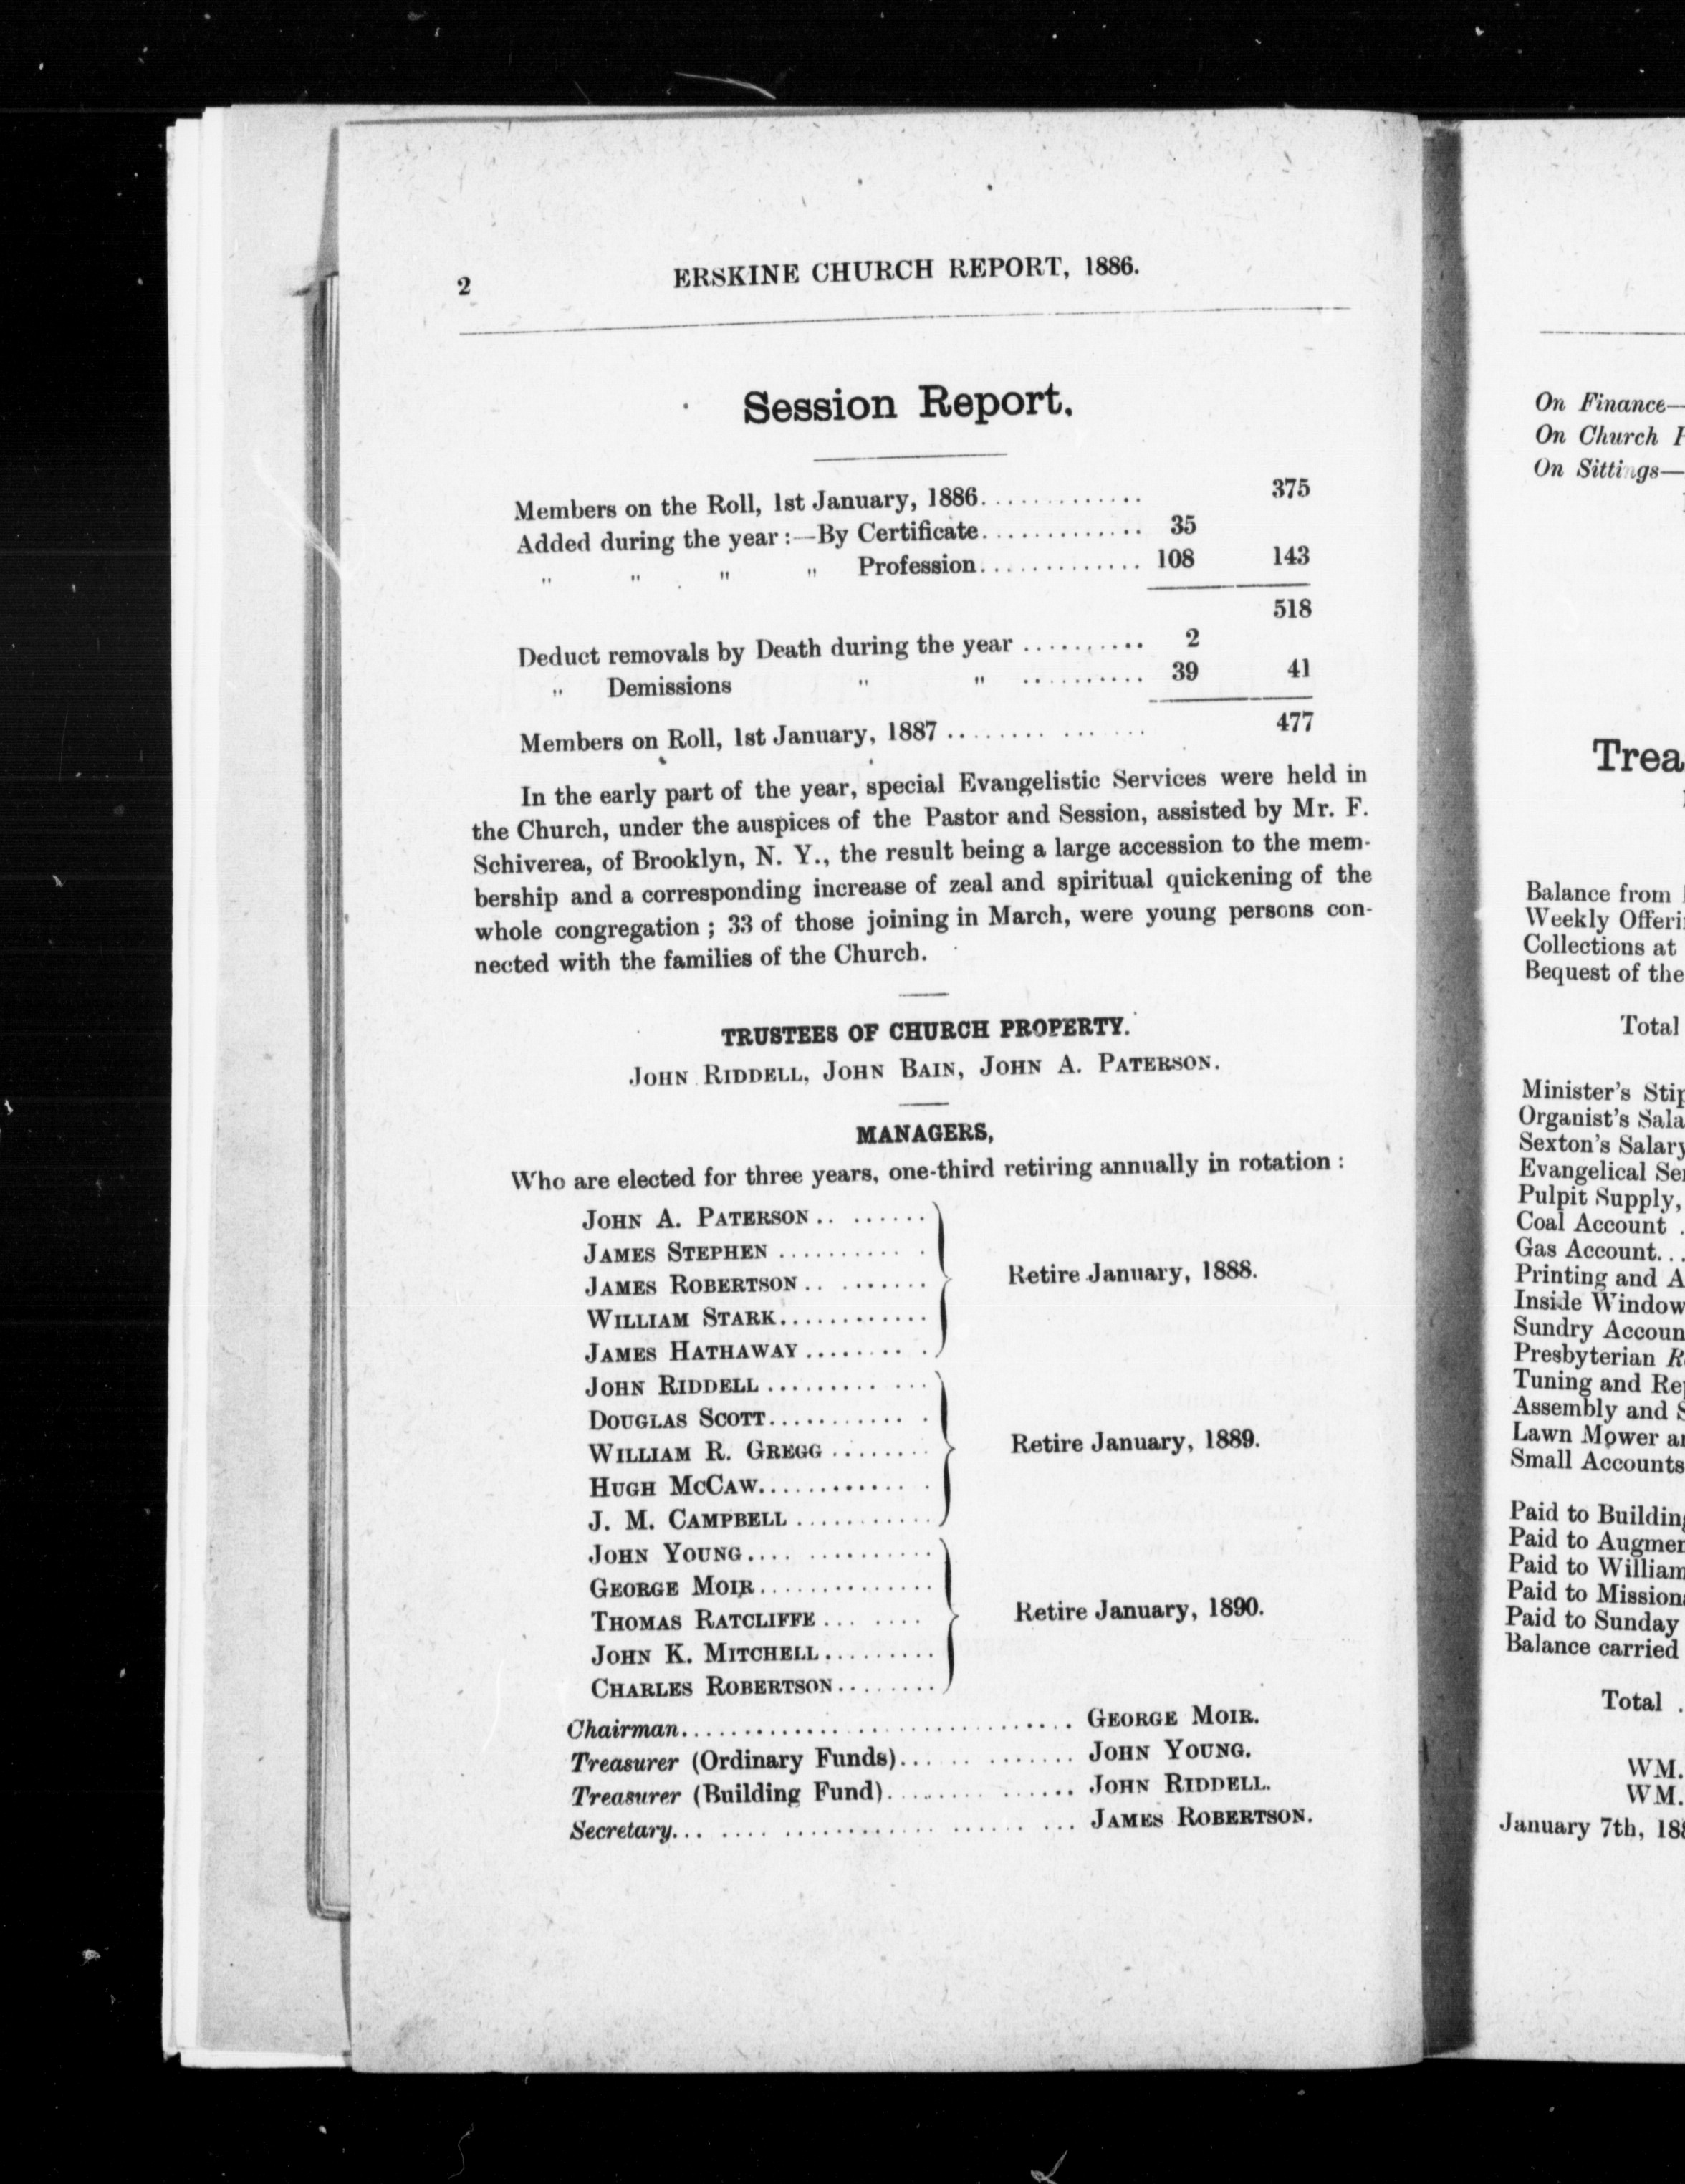 2
ERSKINE CHURCH REPORT, 1886.
Session Report.
Members on the Roll, 1st January, 1886............. 375
Added during the year :—By Certificate............. 35
" " " " Profession............. 108 143
518
Deduct removals by Death during the year .......... 2
" Demissions " " .......... 39 41
Members on Roll, 1st January, 1887 ........ ... ... 477
In the early part of the year, special Evangelistic Services were held in
the Church, under the auspices of the Pastor and Session, assisted by Mr. F.
Schiverea, of Brooklyn, N. Y., the result being a large accession to the mem-
bership and a corresponding increase of zeal and spiritual quickening of the
whole congregation ; 33 of those joining in March, were young persons con-
nected with the families of the Church.
TRUSTEES OF CHURCH PROPERTY.
JOHN RIDDELL, JOHN BAIN, JOHN A. PATERSON.
MANAGERS,
Who are elected for three years, one-third retiring annually in rotation :
JOHN A. PATERSON .. ......
JAMES STEPHEN ........... .
JAMES ROBERTSON .. ........ Retire January, 1888.
WILLIAM STARK............
JAMES HATHAWAY ........ .
JOHN RIDDELL .............
DOUGLAS SCOTT............ .
WILLIAM R. GREGG ........ Retire January, 1889.
HUGH MCCAW..............
J. M. CAMPBELL ...........
JOHN YOUNG.... ............
GEORGE MOIR..............
THOMAS RATCLIFFE ... .... Retire January, 1890.
JOHN K. MITCHELL.........
CHARLES ROBERTSON........
Chairman............................... GEORGE MOIR.
Treasurer (Ordinary Funds)... .. ....... JOHN YOUNG.
Treasurer (Building Fund)........ ...... JOHN RIDDELL.
Secretary... .... ............ ...... ... JAMES ROBERTSON.
On Finance—
On Church
On Sittings—
Trea
Balance from
Weekly Offeri
Collections at
Bequest of the
Total
Minister's Stip
Organist's Sala
Sexton's Salary
Evangelical Ser
Pulpit Supply,
Coal Account .
Gas Account...
Printing and A
Inside Window
Sundry Accoun
Presbyterian R
Tuning and Rep
Assembly and S
Lawn Mower an
Small Accounts
Paid to Building
Paid to Augmen
Paid to William
Paid to Missiona
Paid to Sunday
Balance carried
Total .
WM.
WM.
January 7th, 188